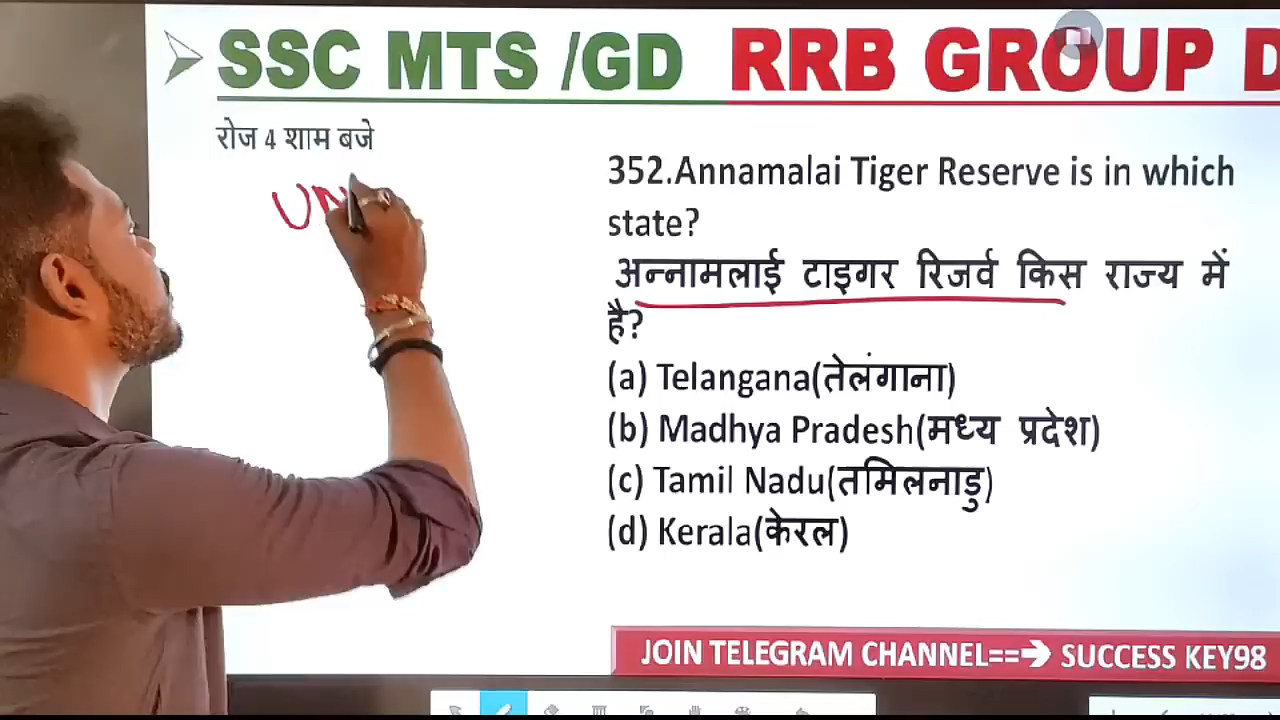 SSC MTS /GD RRB GROUP D
रोज 4 शाम बजे
352.Annamalai Tiger Reserve is in which
state?
अन्नामलाई टाइगर रिजर्व किस राज्य में
है?
(a) Telangana(तेलंगाना)
(b) Madhya Pradesh(मध्य प्रदेश)
(c) Tamil Nadu(तमिलनाडु)
(d) Kerala(केरल)
JOIN TELEGRAM CHANNEL==➔ SUCCESS KEY98